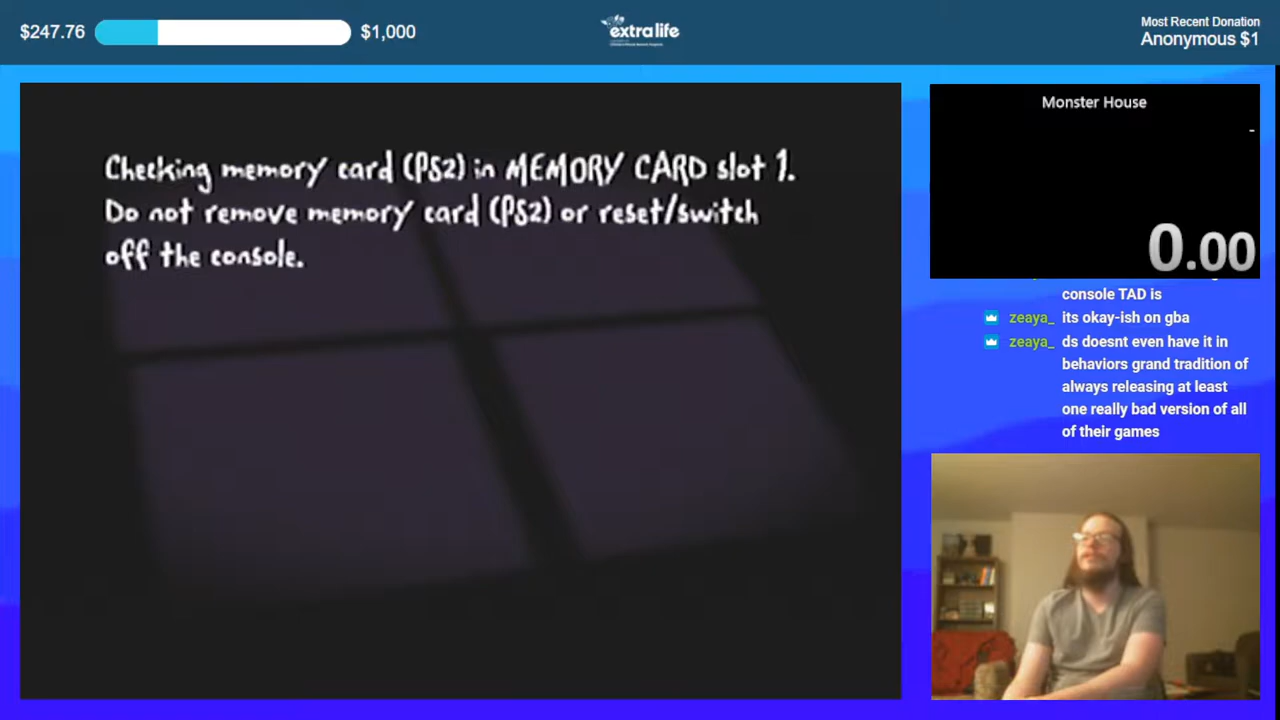 $247.76
$1,000
extralife
Most Recent Donation
Anonymous $1
Checking memory card (PS2) in MEMORY CARD slot 1.
Do not remove memory card (PS2) or reset/switch
off the console.
Monster House
-
0.00
console TAD is
zeaya_ its okay-ish on gba
zeaya_ ds doesnt even have it in
behaviors grand tradition of
always releasing at least
one really bad version of all
of their games